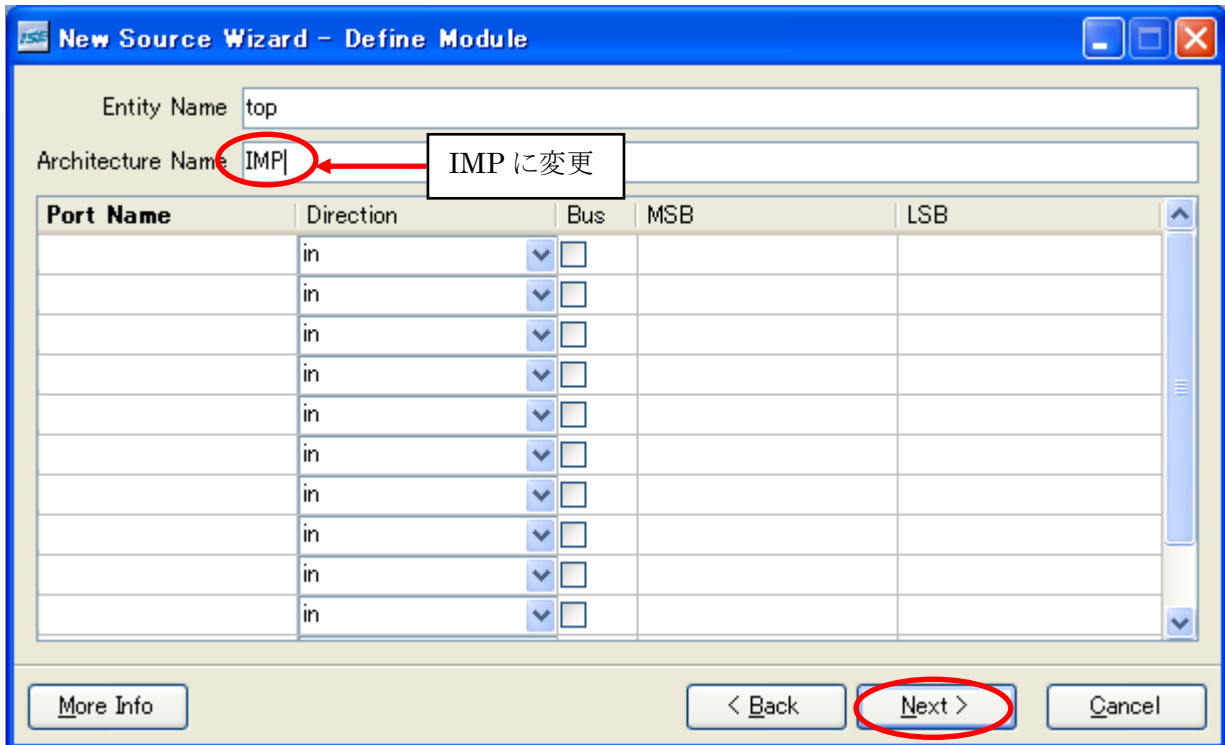 ISE New Source Wizard - Define Module
Entity Name top
Architecture Name IMP
IMP に変更
Port Name Direction Bus MSB LSB
in
in
in
in
in
in
in
in
in
in
More Info < Back Next > Cancel